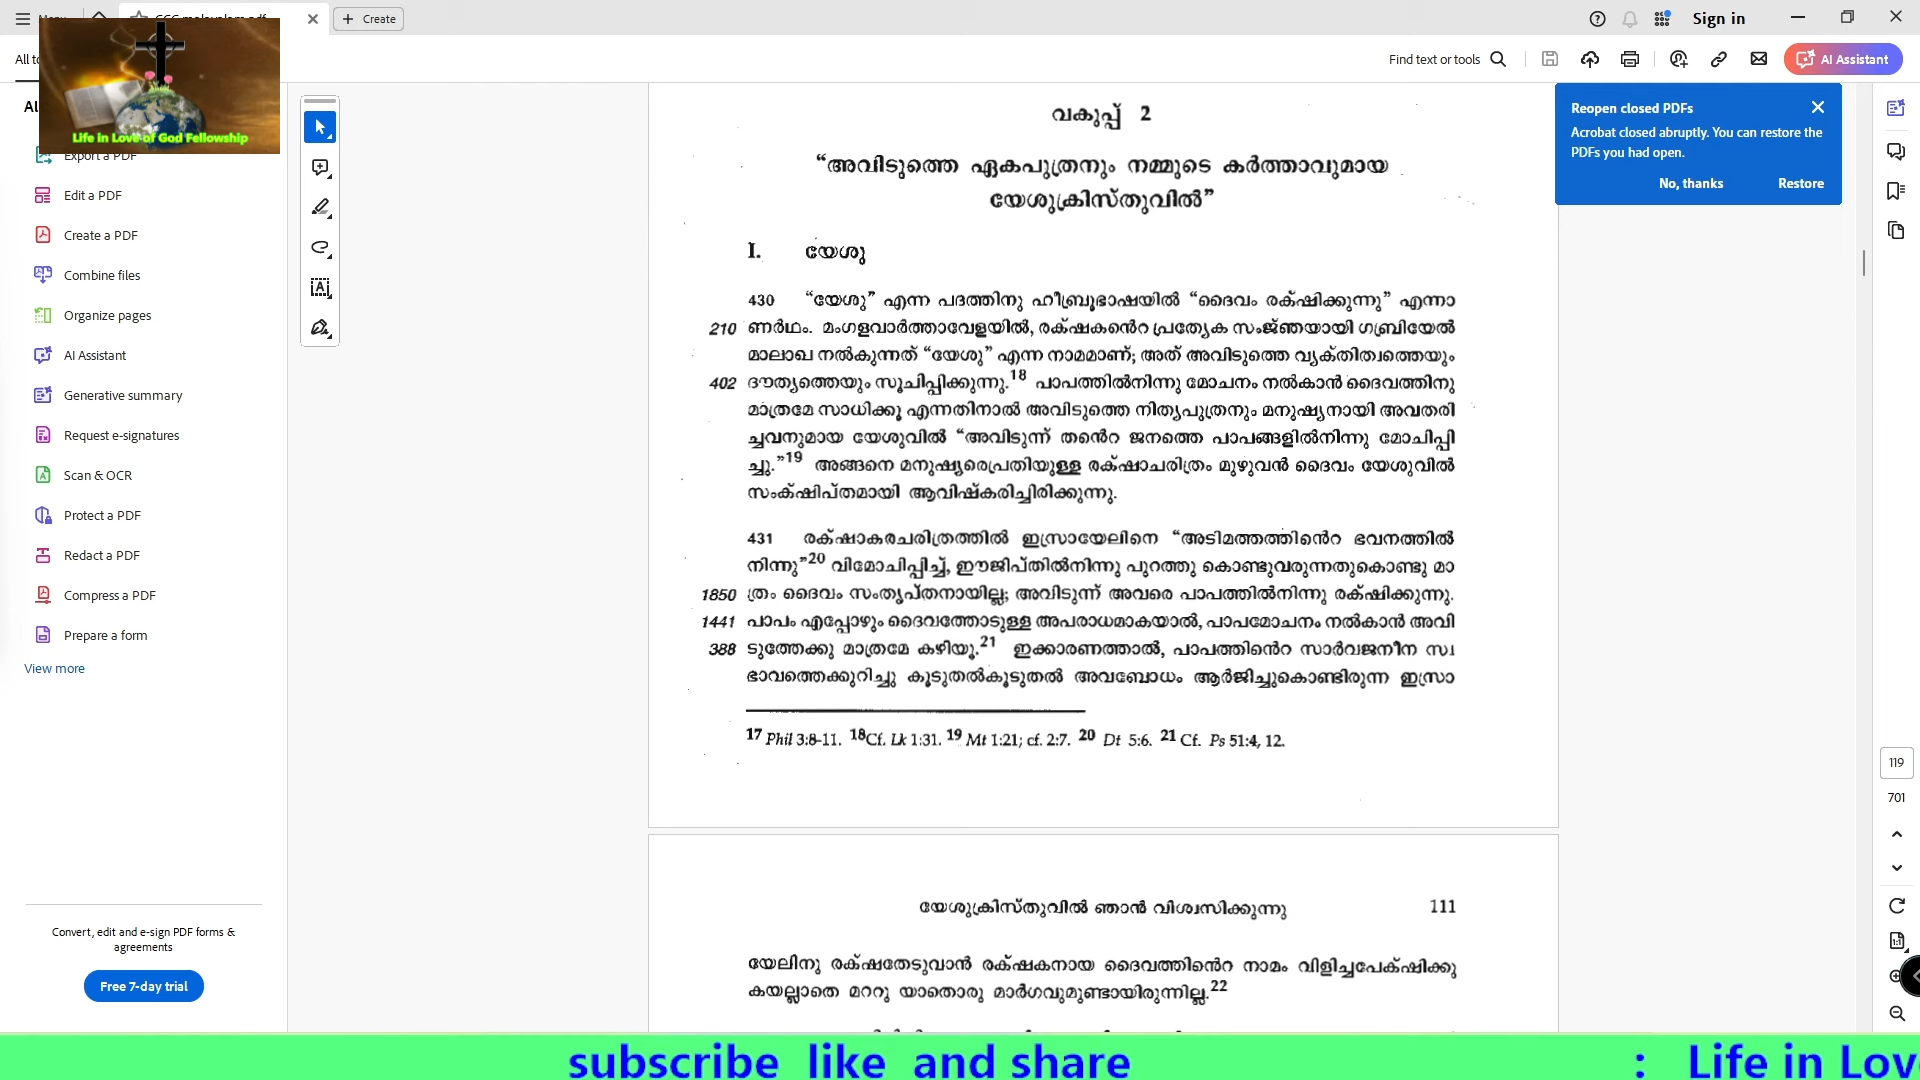 Create
Sign in
All to
Find text or tools
AI Assistant
Life in Love of God Fellowship
Export a PDF
Edit a PDF
Create a PDF
Combine files
Organize pages
AI Assistant
Generative summary
Request e-signatures
Scan & OCR
Protect a PDF
Redact a PDF
Compress a PDF
Prepare a form
View more
Convert, edit and e-sign PDF forms &
agreements
Free 7-day trial
Reopen closed PDFs
Acrobat closed abruptly. You can restore the
PDFs you had open.
No, thanks Restore
വകുപ്പ് 2
“അവിടുത്തെ ഏകപുത്രനും നമ്മുടെ കർത്താവുമായ
യേശുക്രിസ്തുവിൽ”
I. യേശു
430 “യേശു” എന്ന പദത്തിനു ഹീബ്രൂഭാഷയിൽ “ദൈവം രക്ഷിക്കുന്നു” എന്നാ
210 ണർഥം. മംഗളവാർത്താവേളയിൽ, രക്ഷകന്റെ പ്രത്യേക സംജ്ഞയായി ഗബ്രിയേൽ
മാലാഖ നൽകുന്നത് “യേശു” എന്ന നാമമാണ്; അത് അവിടുത്തെ വ്യക്തിത്വത്തെയും
402 ദൗത്യത്തെയും സൂചിപ്പിക്കുന്നു.18 പാപത്തിൽനിന്നു മോചനം നൽകാൻ ദൈവത്തിനു
മാത്രമേ സാധിക്കൂ എന്നതിനാൽ അവിടുത്തെ നിത്യപുത്രനും മനുഷ്യനായി അവതരി
ച്ചവനുമായ യേശുവിൽ “അവിടുന്ന് തന്റെ ജനത്തെ പാപങ്ങളിൽനിന്നു മോചിപ്പി
ച്ചു.”19 അങ്ങനെ മനുഷ്യരെപ്രതിയുള്ള രക്ഷാചരിത്രം മുഴുവൻ ദൈവം യേശുവിൽ
സംക്ഷിപ്തമായി ആവിഷ്കരിച്ചിരിക്കുന്നു.
431 രക്ഷാകരചരിത്രത്തിൽ ഇസ്രായേലിനെ “അടിമത്തത്തിന്റെ ഭവനത്തിൽ
നിന്നു”20 വിമോചിപ്പിച്ച്, ഈജിപ്തിൽനിന്നു പുറത്തു കൊണ്ടുവരുന്നതുകൊണ്ടു മാ
1850 ത്രം ദൈവം സംതൃപ്തനായില്ല; അവിടുന്ന് അവരെ പാപത്തിൽനിന്നു രക്ഷിക്കുന്നു.
1441 പാപം എപ്പോഴും ദൈവത്തോടുള്ള അപരാധമാകയാൽ, പാപമോചനം നൽകാൻ അവി
388 ടുത്തേക്കു മാത്രമേ കഴിയൂ.21 ഇക്കാരണത്താൽ, പാപത്തിന്റെ സാർവജനീന സ്വ
ഭാവത്തെക്കുറിച്ചു കൂടുതൽകൂടുതൽ അവബോധം ആർജിച്ചുകൊണ്ടിരുന്ന ഇസ്രാ
17 Phil 3:8-11. 18Cf. Lk 1:31. 19 Mt 1:21; cf. 2:7. 20 Dt 5:6. 21 Cf. Ps 51:4, 12.
യേശുക്രിസ്തുവിൽ ഞാൻ വിശ്വസിക്കുന്നു 111
യേലിനു രക്ഷതേടുവാൻ രക്ഷകനായ ദൈവത്തിന്റെ നാമം വിളിച്ചപേക്ഷിക്കു
കയല്ലാതെ മററു യാതൊരു മാർഗവുമുണ്ടായിരുന്നില്ല.22
119
701
subscribe like and share : Life in Lov